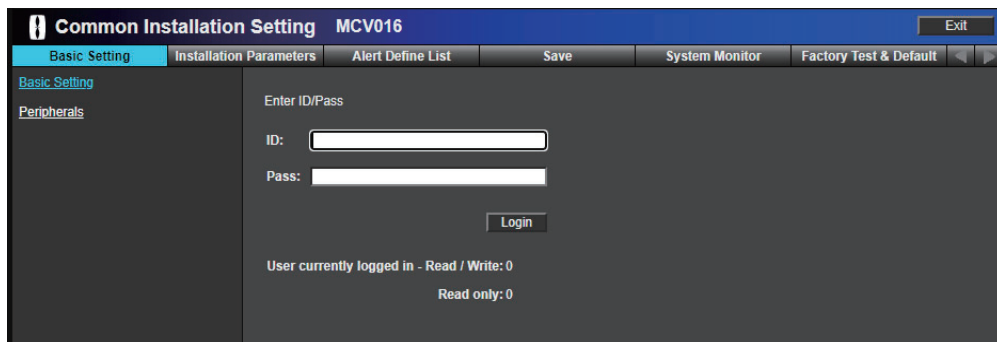 Common Installation Setting MCV016 Exit
Basic Setting Installation Parameters Alert Define List Save System Monitor Factory Test & Default
Basic Setting
Peripherals
Enter ID/Pass
ID:
Pass:
Login
User currently logged in - Read / Write: 0
Read only: 0